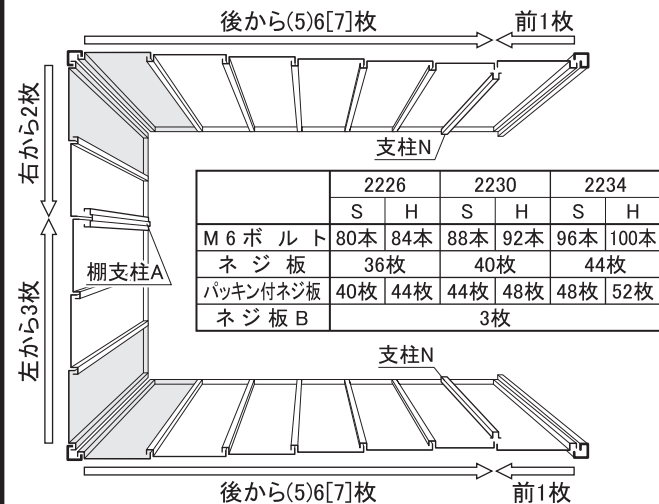 後から(5)6[7]枚
前1枚
右から2枚
支柱N
2226 2230 2234
S H S H S H
M6ボルト 80本 84本 88本 92本 96本 100本
ネジ板 36枚 40枚 44枚
パッキン付ネジ板 40枚 44枚 44枚 48枚 48枚 52枚
ネジ板B 3枚
棚支柱A
左から3枚
支柱N
後から(5)6[7]枚
前1枚